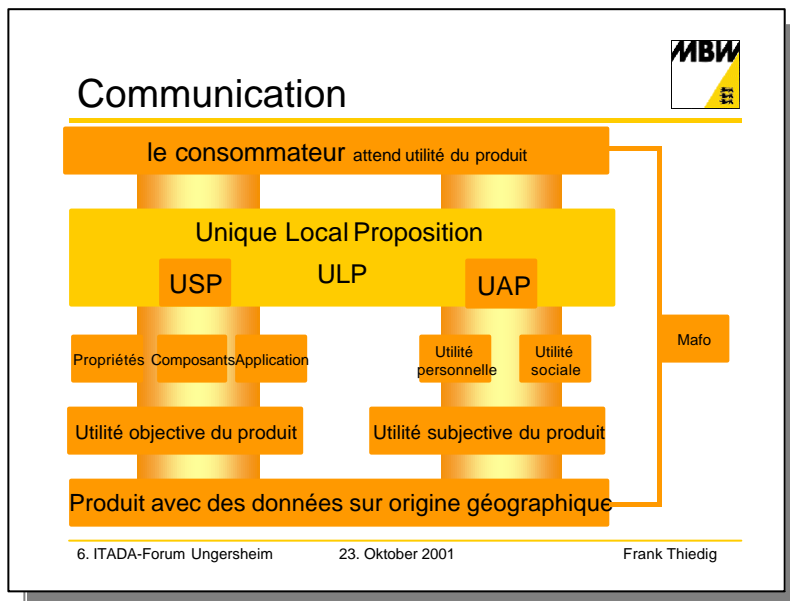 MBW
Communication
le consommateur attend utilité du produit
Unique Local Proposition
ULP
USP
UAP
Propriétés
Composants
Application
Utilité
personnelle
Utilité
sociale
Mafo
Utilité objective du produit
Utilité subjective du produit
Produit avec des données sur origine géographique
6. ITADA-Forum Ungersheim
23. Oktober 2001
Frank Thiedig